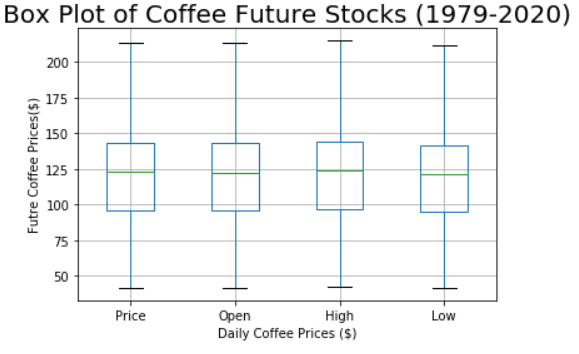 Box Plot of Coffee Future Stocks (1979-2020)
Futre Coffee Prices($)
200
175
150
125
100
75
50
Price Open High Low
Daily Coffee Prices ($)